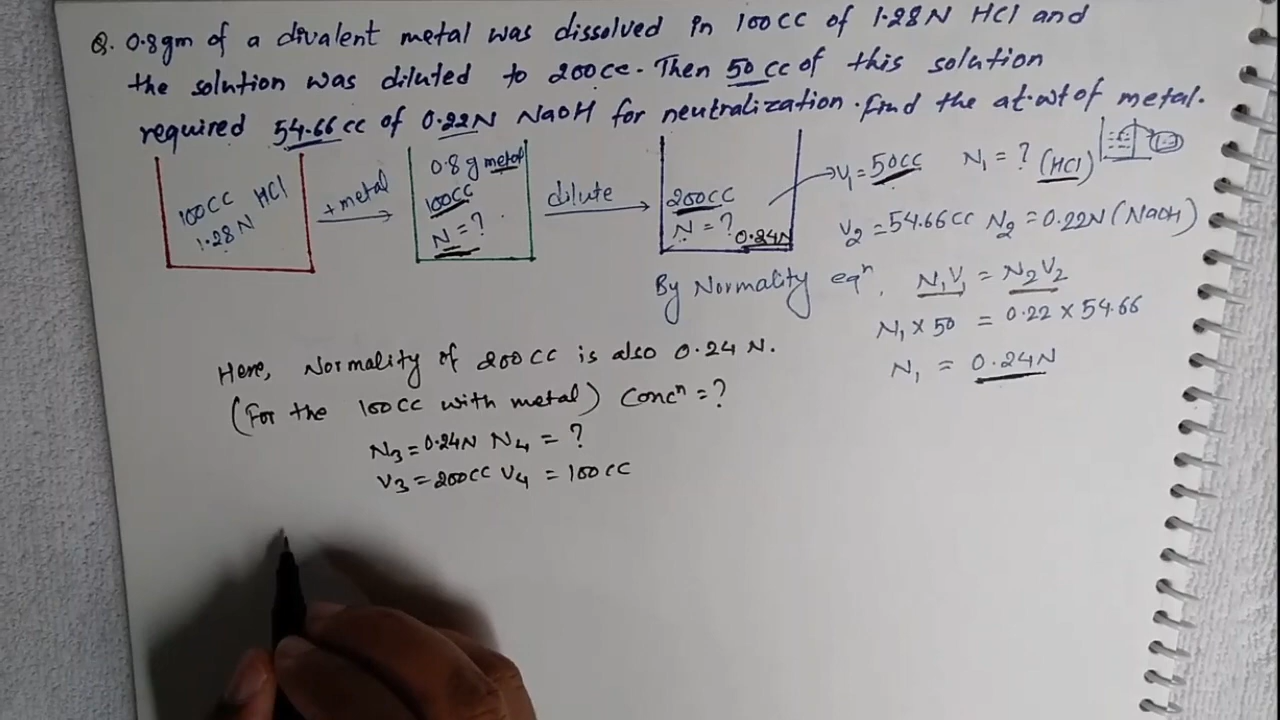 Q. 0.8gm of a divalent metal was dissolved in 100CC of 1.28N HCl and
the solution was diluted to 200cc. Then 50 cc of this solution
required 54.66cc of 0.22N NaOH for neutralization. find the at.wt of metal.
100CC HCl
1.28N
+metal
0.8g metal
100CC
N=?
dilute
200CC
N=?
0.24N
V1=50CC N1=? (HCl)
V2=54.66CC N2=0.22N (NaOH)
By Normality eqn. N1V1 = N2V2
N1 x 50 = 0.22 x 54.66
N1 = 0.24N
Here, Normality of 200CC is also 0.24N.
(For the 100CC with metal) Concn=?
N3=0.24N N4=?
V3=200CC V4=100CC